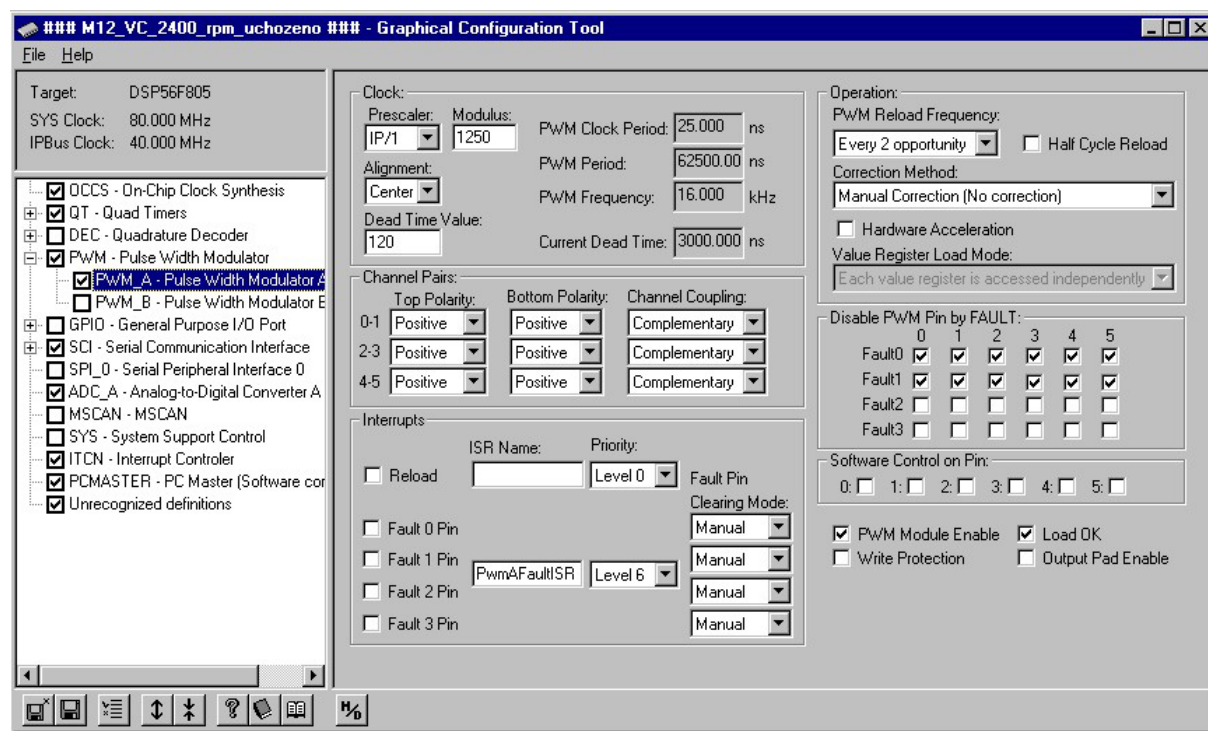 ### M12_VC_2400_rpm_uchozeno ### - Graphical Configuration Tool
File Help
Target: DSP56F805
SYS Clock: 80.000 MHz
IPBus Clock: 40.000 MHz
OCCS - On-Chip Clock Synthesis
QT - Quad Timers
DEC - Quadrature Decoder
PWM - Pulse Width Modulator
PWM_A - Pulse Width Modulator A
PWM_B - Pulse Width Modulator
GPIO - General Purpose I/O Port
SCI - Serial Communication Interface
SPI_0 - Serial Peripheral Interface 0
ADC_A - Analog-to-Digital Converter A
MSCAN - MSCAN
SYS - System Support Control
ITCN - Interrupt Controler
PCMASTER - PC Master (Software cor
Unrecognized definitions
Clock:
Prescaler: Modulus:
IP/1 1250 PWM Clock Period: 25.000 ns
Alignment: PWM Period: 62500.00 ns
Center PWM Frequency: 16.000 kHz
Dead Time Value:
120 Current Dead Time: 3000.000 ns
Channel Pairs:
Top Polarity: Bottom Polarity: Channel Coupling:
0-1 Positive Positive Complementary
2-3 Positive Positive Complementary
4-5 Positive Positive Complementary
Interrupts
ISR Name: Priority:
Reload Level 0 Fault Pin
Clearing Mode:
Fault 0 Pin Manual
Fault 1 Pin Manual
PwmAFaultISR Level 6
Fault 2 Pin Manual
Fault 3 Pin Manual
Operation:
PWM Reload Frequency:
Every 2 opportunity Half Cycle Reload
Correction Method:
Manual Correction (No correction)
Hardware Acceleration
Value Register Load Mode:
Each value register is accessed independently
Disable PWM Pin by FAULT:
0 1 2 3 4 5
Fault0
Fault1
Fault2
Fault3
Software Control on Pin:
0: 1: 2: 3: 4: 5:
PWM Module Enable Load OK
Write Protection Output Pad Enable
H/D